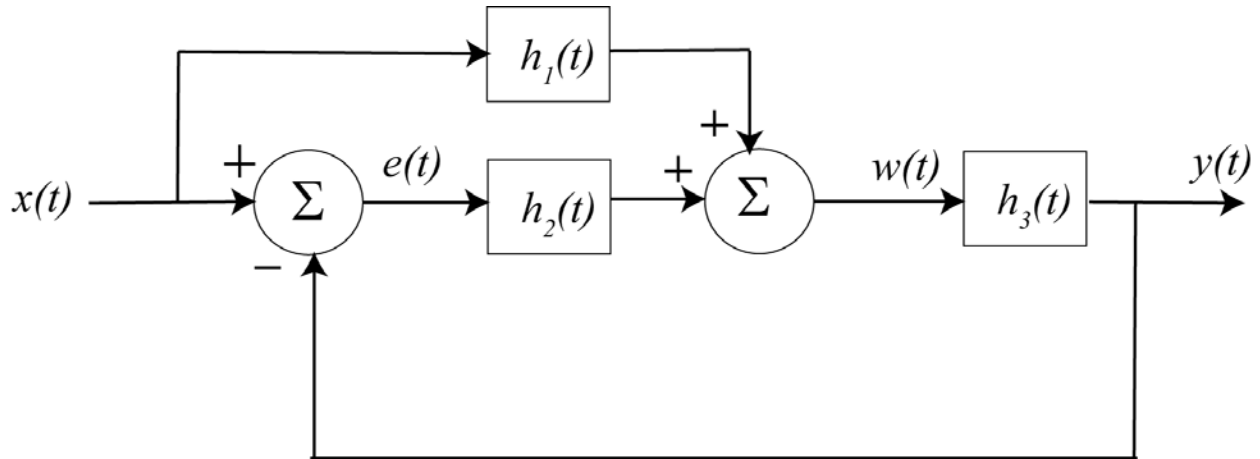 h₁(t)
+
+ e(t) + w(t) y(t)
x(t) Σ h₂(t) Σ h₃(t)
−